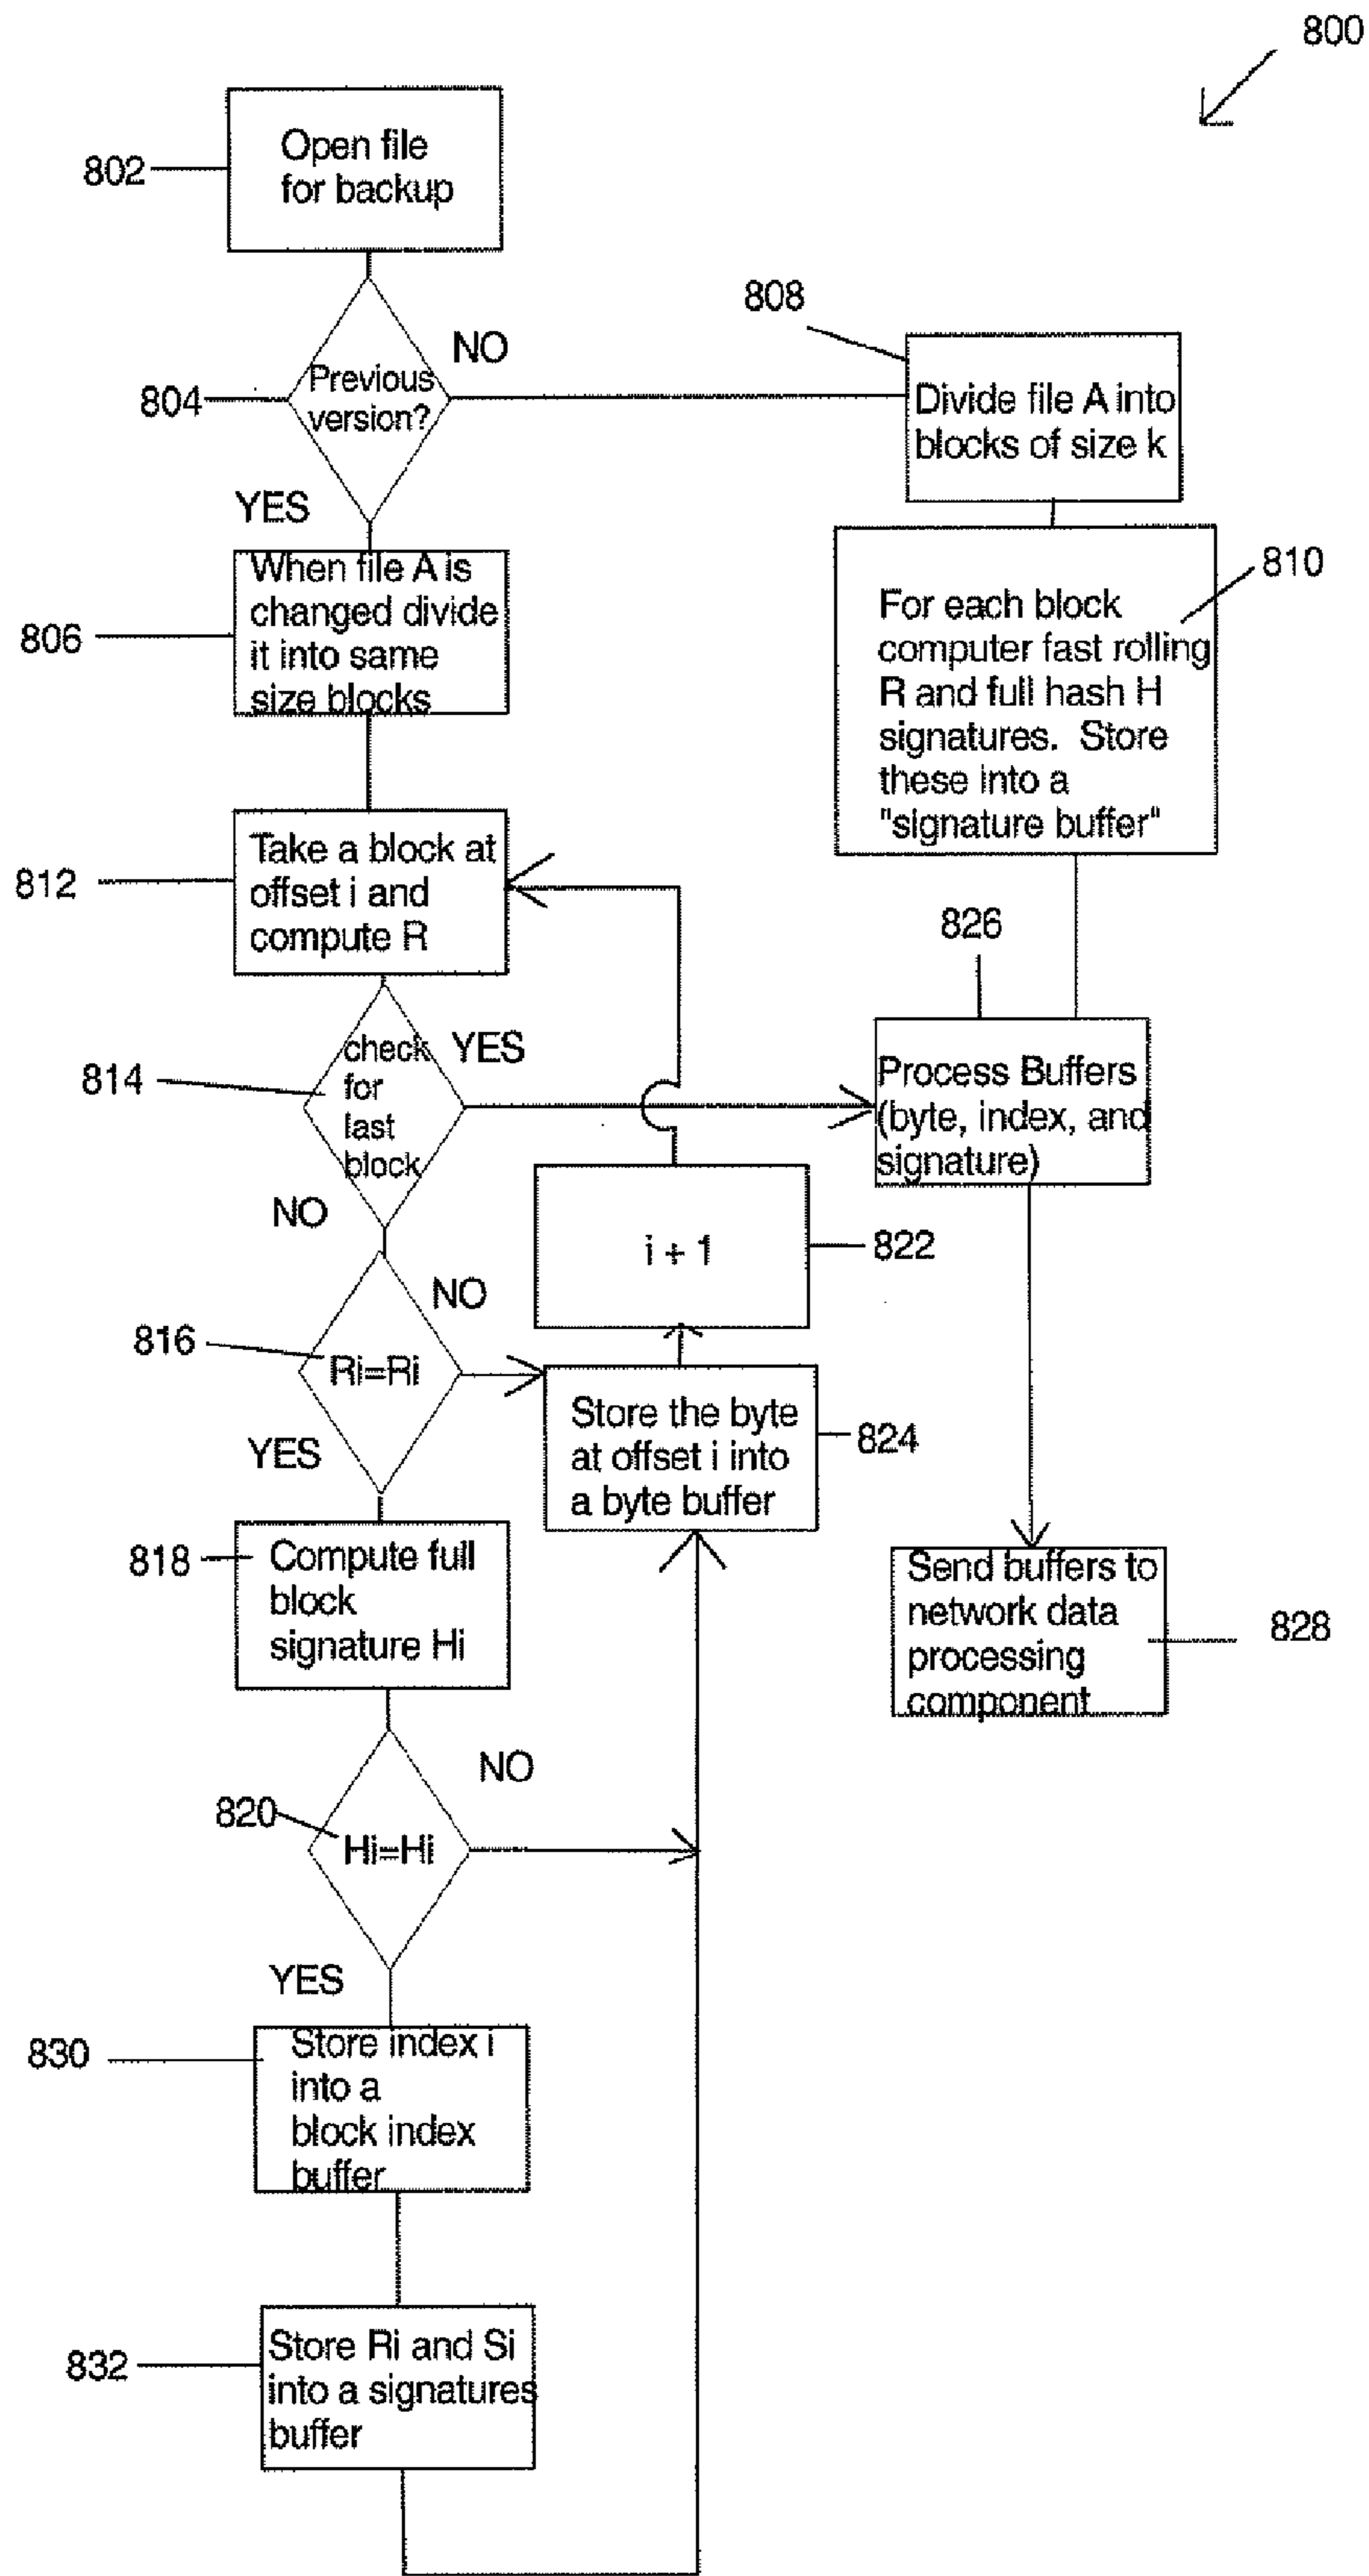 800
802
Open file
for backup
804
Previous
version?
NO
YES
808
Divide file A into
blocks of size k
806
When file A is
changed divide
it into same
size blocks
810
For each block
computer fast rolling
R and full hash H
signatures. Store
these into a
"signature buffer"
812
Take a block at
offset i and
compute R
814
check
for
last
block
YES
NO
826
Process Buffers
(byte, index, and
signature)
i + 1
822
816
Ri=Ri
NO
YES
Store the byte
at offset i into
a byte buffer
824
818
Compute full
block
signature Hi
Send buffers to
network data
processing
component
828
820
Hi=Hi
NO
YES
830
Store index i
into a
block index
buffer
832
Store Ri and Si
into a signatures
buffer